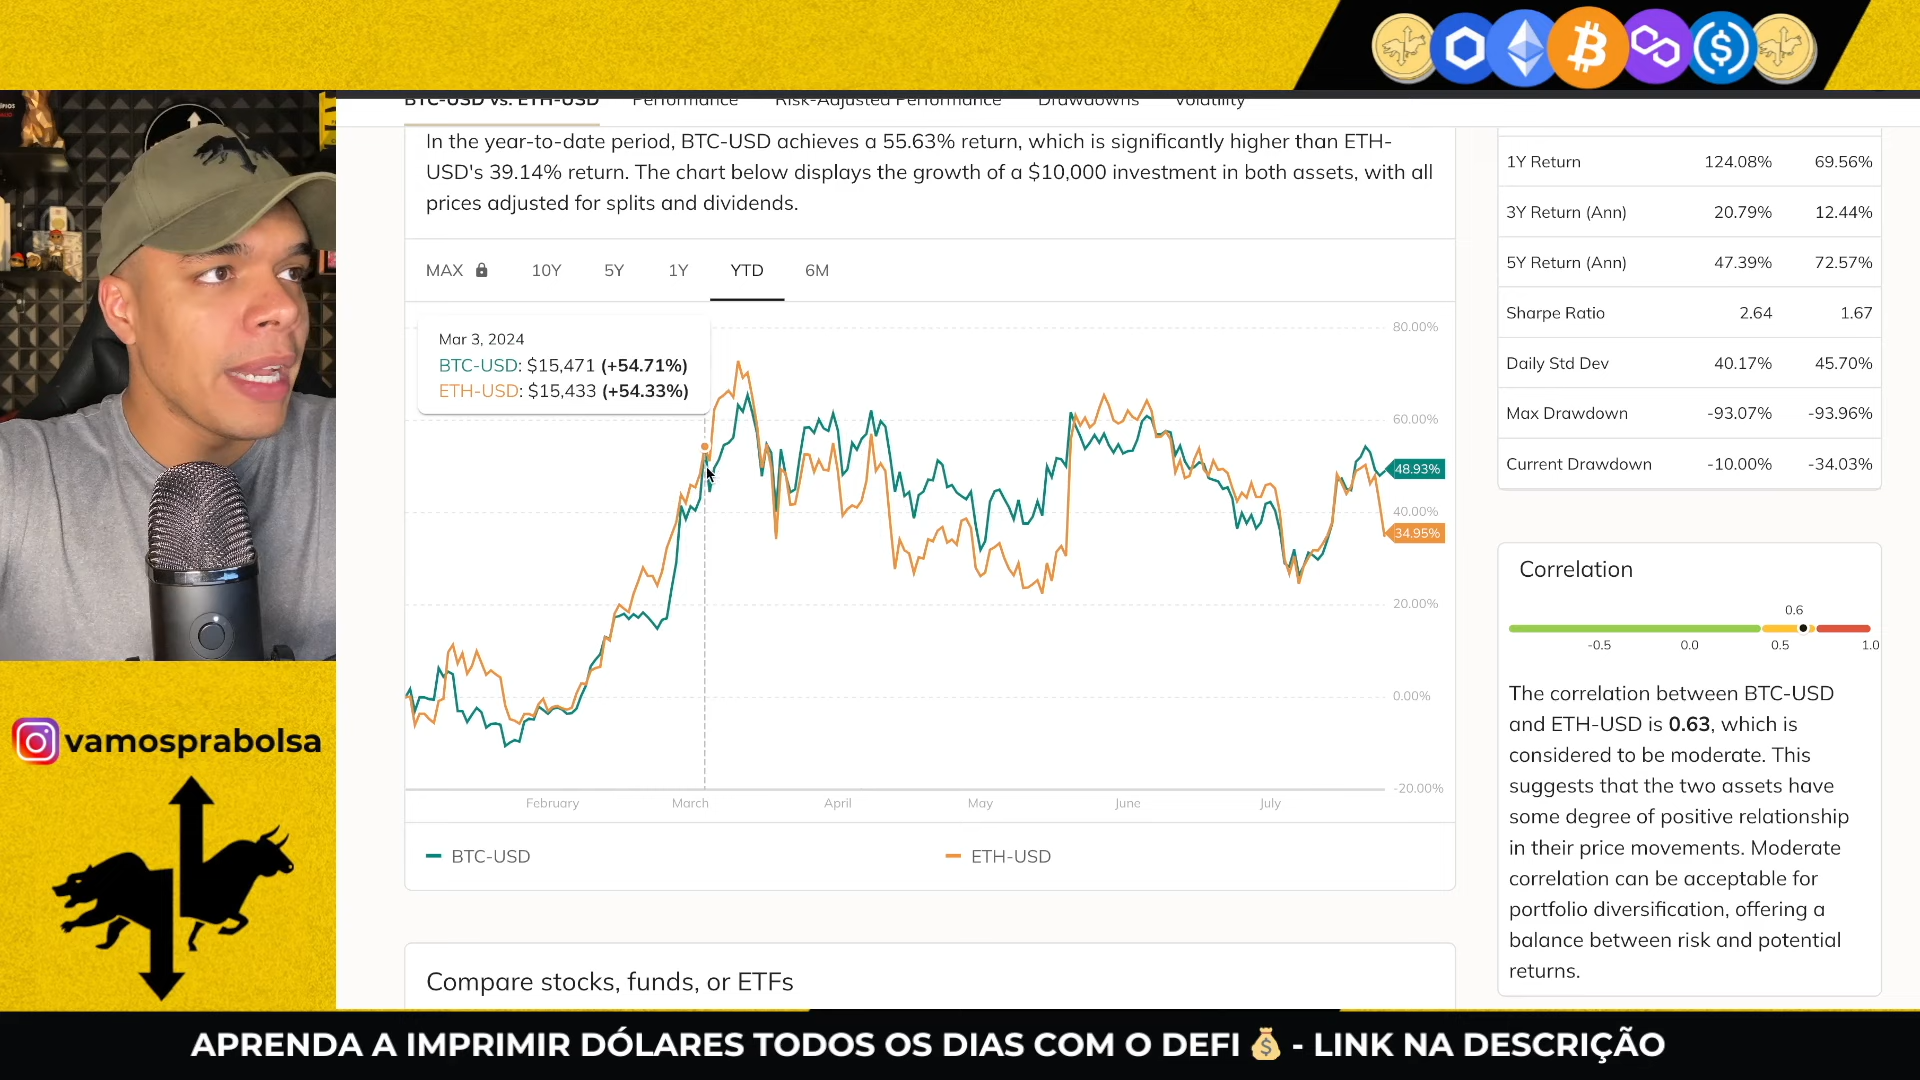 BTC-USD vs. ETH-USD Performance Risk-Adjusted Performance Drawdowns Volatility
In the year-to-date period, BTC-USD achieves a 55.63% return, which is significantly higher than ETH-
USD's 39.14% return. The chart below displays the growth of a $10,000 investment in both assets, with all
prices adjusted for splits and dividends.
MAX 10Y 5Y 1Y YTD 6M
Mar 3, 2024
BTC-USD: $15,471 (+54.71%)
ETH-USD: $15,433 (+54.33%)
80.00%
60.00%
48.93%
40.00%
34.95%
20.00%
0.00%
-20.00%
February March April May June July
BTC-USD ETH-USD
Compare stocks, funds, or ETFs
1Y Return 124.08% 69.56%
3Y Return (Ann) 20.79% 12.44%
5Y Return (Ann) 47.39% 72.57%
Sharpe Ratio 2.64 1.67
Daily Std Dev 40.17% 45.70%
Max Drawdown -93.07% -93.96%
Current Drawdown -10.00% -34.03%
Correlation
0.6
-0.5 0.0 0.5 1.0
The correlation between BTC-USD
and ETH-USD is 0.63, which is
considered to be moderate. This
suggests that the two assets have
some degree of positive relationship
in their price movements. Moderate
correlation can be acceptable for
portfolio diversification, offering a
balance between risk and potential
returns.
vamosprabolsa
APRENDA A IMPRIMIR DÓLARES TODOS OS DIAS COM O DEFI 💰 - LINK NA DESCRIÇÃO